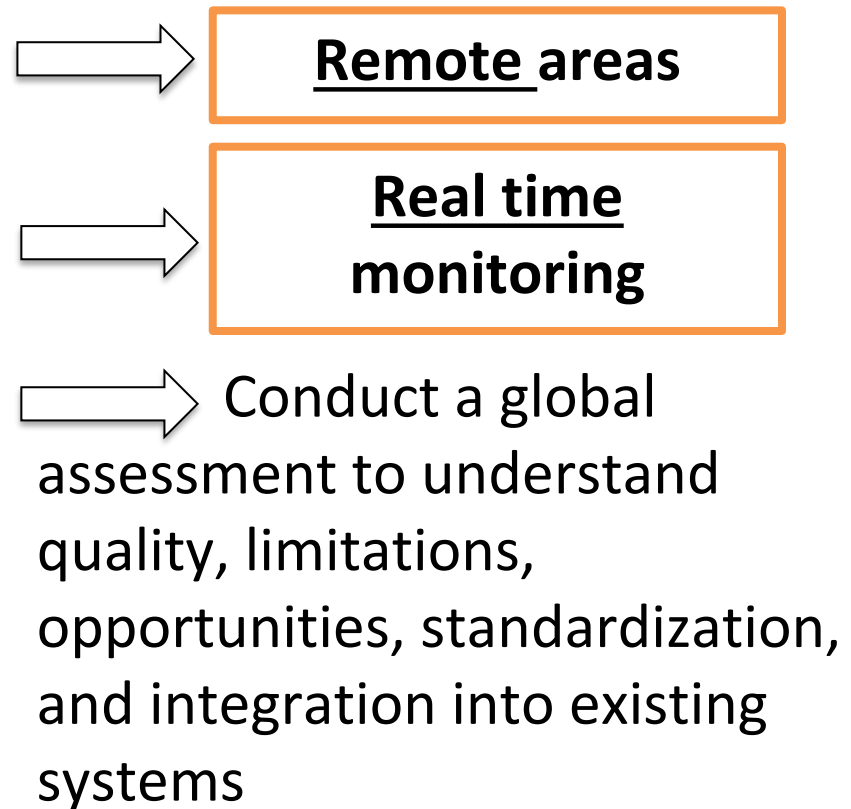 Remote areas
Real time
monitoring
Conduct a global
assessment to understand
quality, limitations,
opportunities, standardization,
and integration into existing
systems